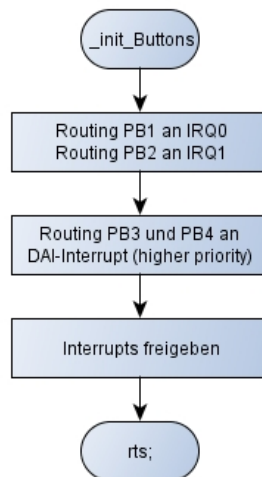 _init_Buttons
Routing PB1 an IRQ0
Routing PB2 an IRQ1
Routing PB3 und PB4 an
DAI-Interrupt (higher priority)
Interrupts freigeben
rts;